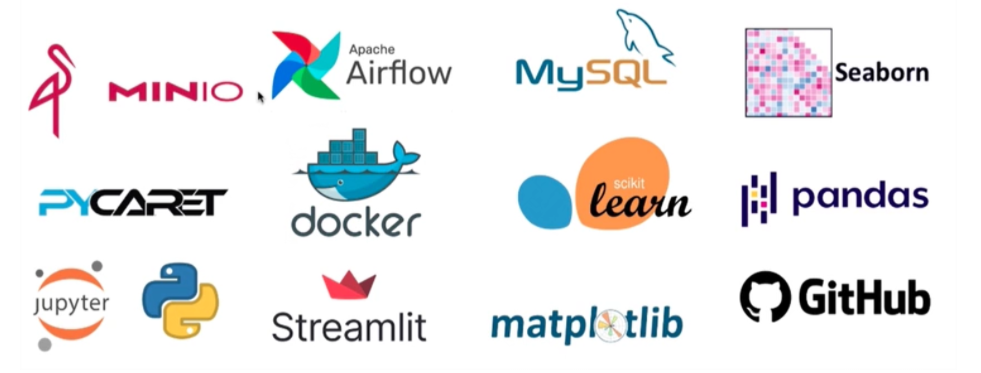 MINIO
Apache
Airflow
MySQL
Seaborn
PYCARET
docker
scikit
learn
pandas
jupyter
Streamlit
matplotlib
GitHub